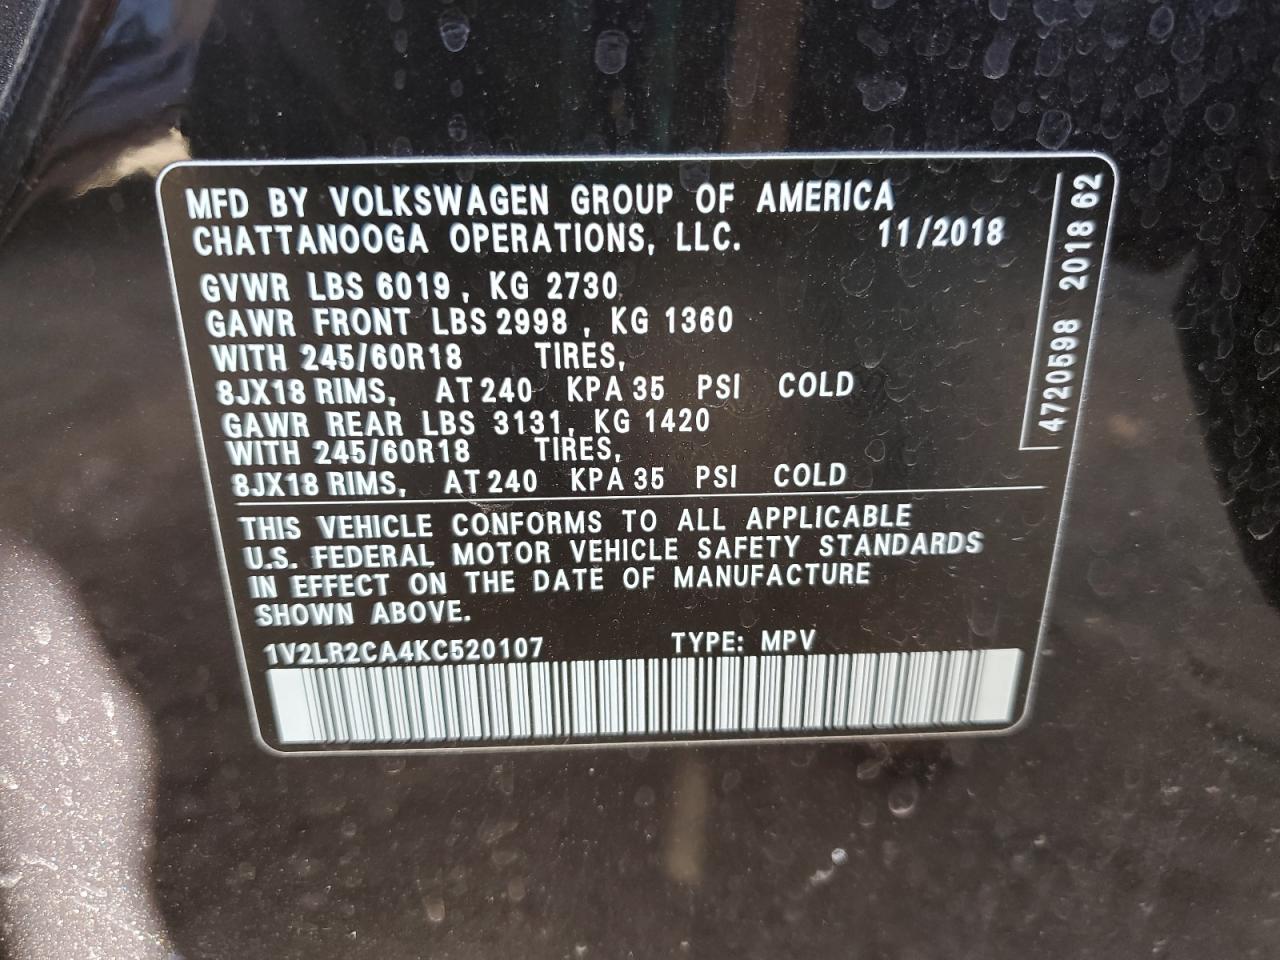 MFD BY VOLKSWAGEN GROUP OF AMERICA
CHATTANOOGA OPERATIONS, LLC. 11/2018
GVWR LBS 6019, KG 2730
GAWR FRONT LBS 2998, KG 1360
WITH 245/60R18 TIRES,
8JX18 RIMS, AT 240 KPA 35 PSI COLD
GAWR REAR LBS 3131, KG 1420
WITH 245/60R18 TIRES,
8JX18 RIMS, AT 240 KPA 35 PSI COLD
THIS VEHICLE CONFORMS TO ALL APPLICABLE
U.S. FEDERAL MOTOR VEHICLE SAFETY STANDARDS
IN EFFECT ON THE DATE OF MANUFACTURE
SHOWN ABOVE.
1V2LR2CA4KC520107 TYPE: MPV
4720598 2018 62